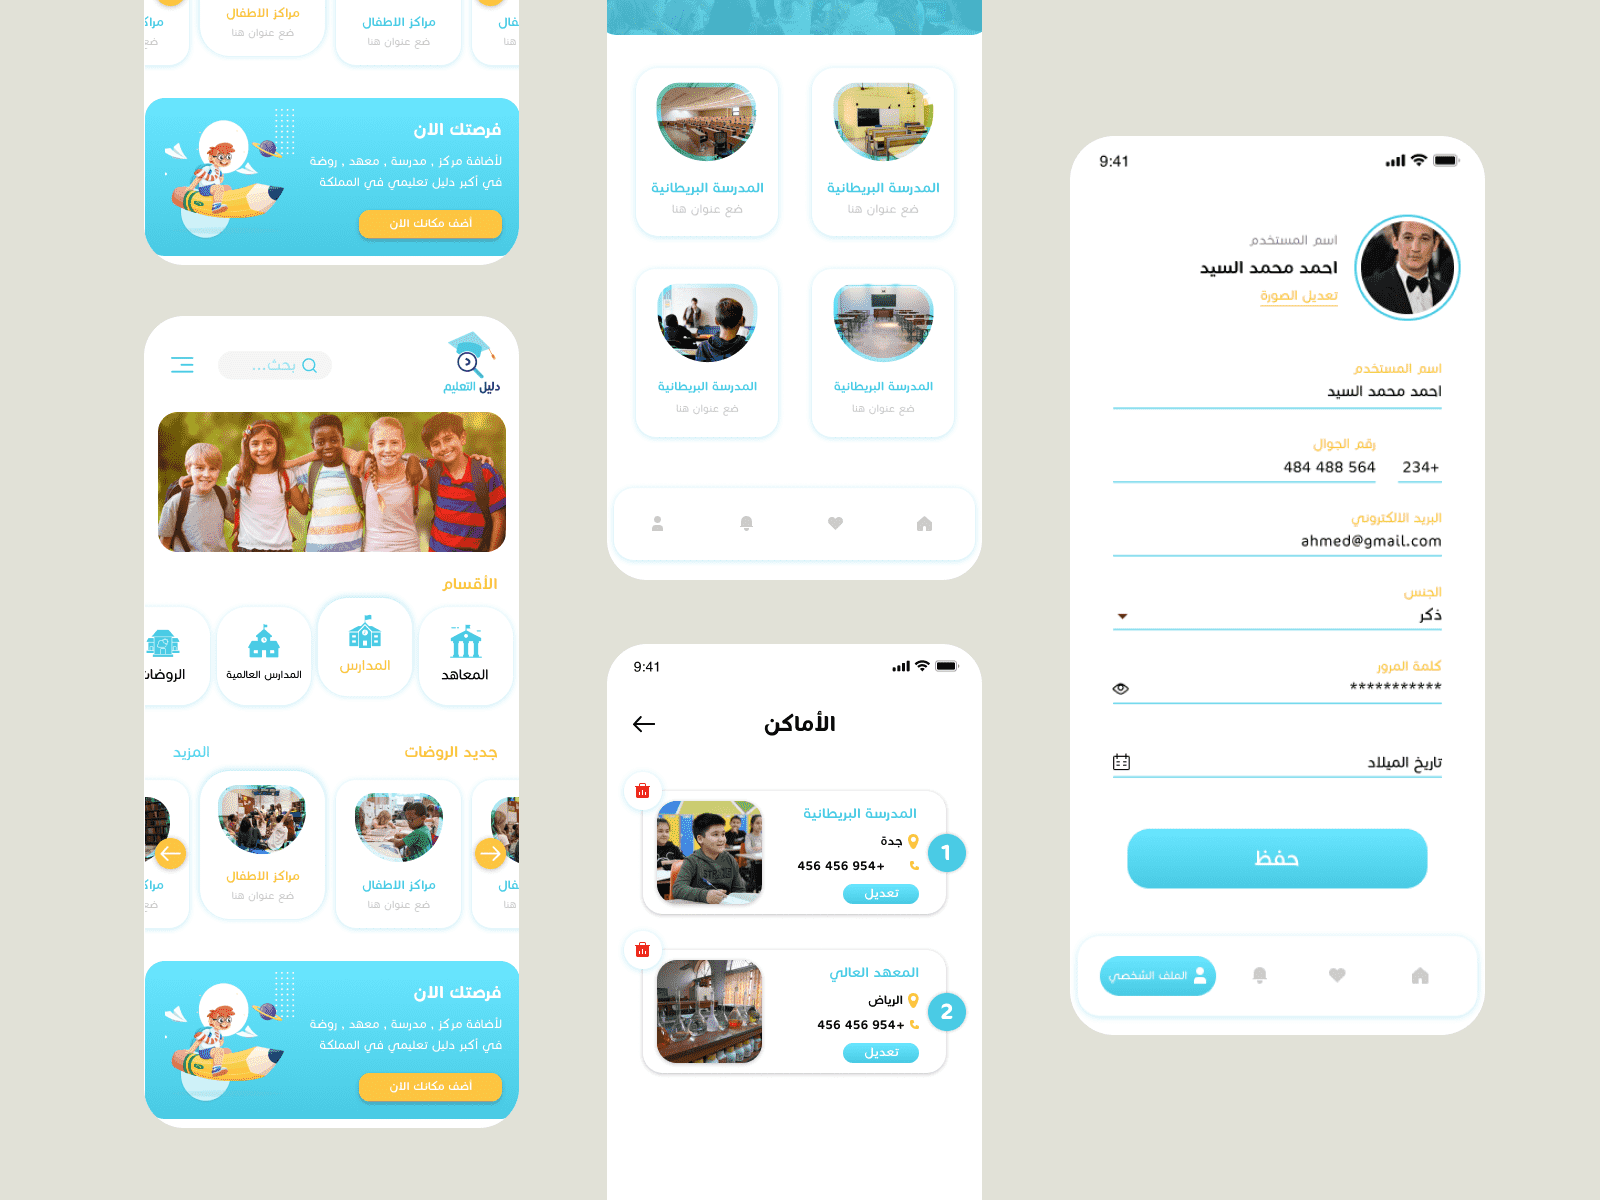 مراكز الاطفال
ضع عنوان هنا
مراكز الاطفال
ضع عنوان هنا
فرصتك الان
لأضافة مركز , مدرسة , معهد , روضة
في أكبر دليل تعليمي في المملكة
أضف مكانك الان
دليل التعليم
بحث...
الأقسام
المعاهد
المدارس
المدارس العالمية
الروضات
جديد الروضات
المزيد
مراكز الاطفال
ضع عنوان هنا
مراكز الاطفال
ضع عنوان هنا
فرصتك الان
لأضافة مركز , مدرسة , معهد , روضة
في أكبر دليل تعليمي في المملكة
أضف مكانك الان
المدرسة البريطانية
ضع عنوان هنا
المدرسة البريطانية
ضع عنوان هنا
المدرسة البريطانية
ضع عنوان هنا
المدرسة البريطانية
ضع عنوان هنا
9:41
الأماكن
المدرسة البريطانية
جدة
456 456 954+
تعديل
1
المعهد العالي
الرياض
456 456 954+
تعديل
2
9:41
اسم المستخدم
احمد محمد السيد
تعديل الصورة
اسم المستخدم
احمد محمد السيد
رقم الجوال
234+
484 488 564
البريد الالكتروني
ahmed@gmail.com
الجنس
ذكر
كلمة المرور
***********
تاريخ الميلاد
حفظ
الملف الشخصي